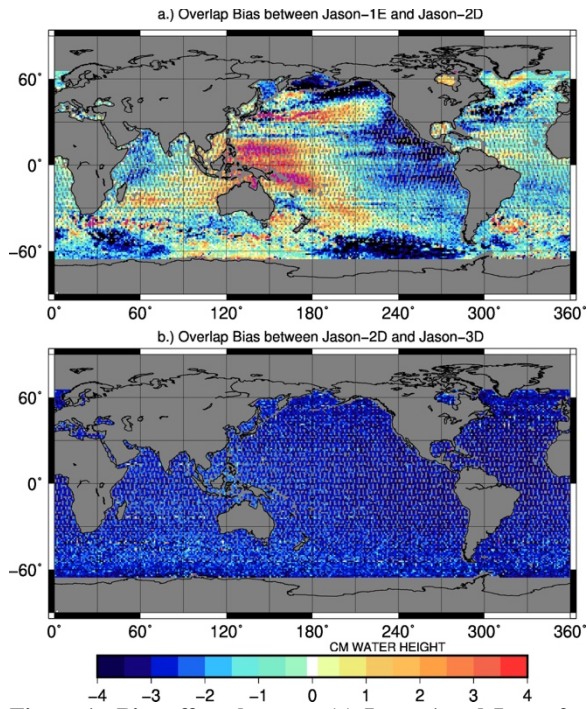 a.) Overlap Bias between Jason-1E and Jason-2D
60˚
0˚
−60˚
0˚ 60˚ 120˚ 180˚ 240˚ 300˚ 360˚
b.) Overlap Bias between Jason-2D and Jason-3D
60˚
0˚
−60˚
0˚ 60˚ 120˚ 180˚ 240˚ 300˚ 360˚
CM WATER HEIGHT
−4 −3 −2 −1 0 1 2 3 4